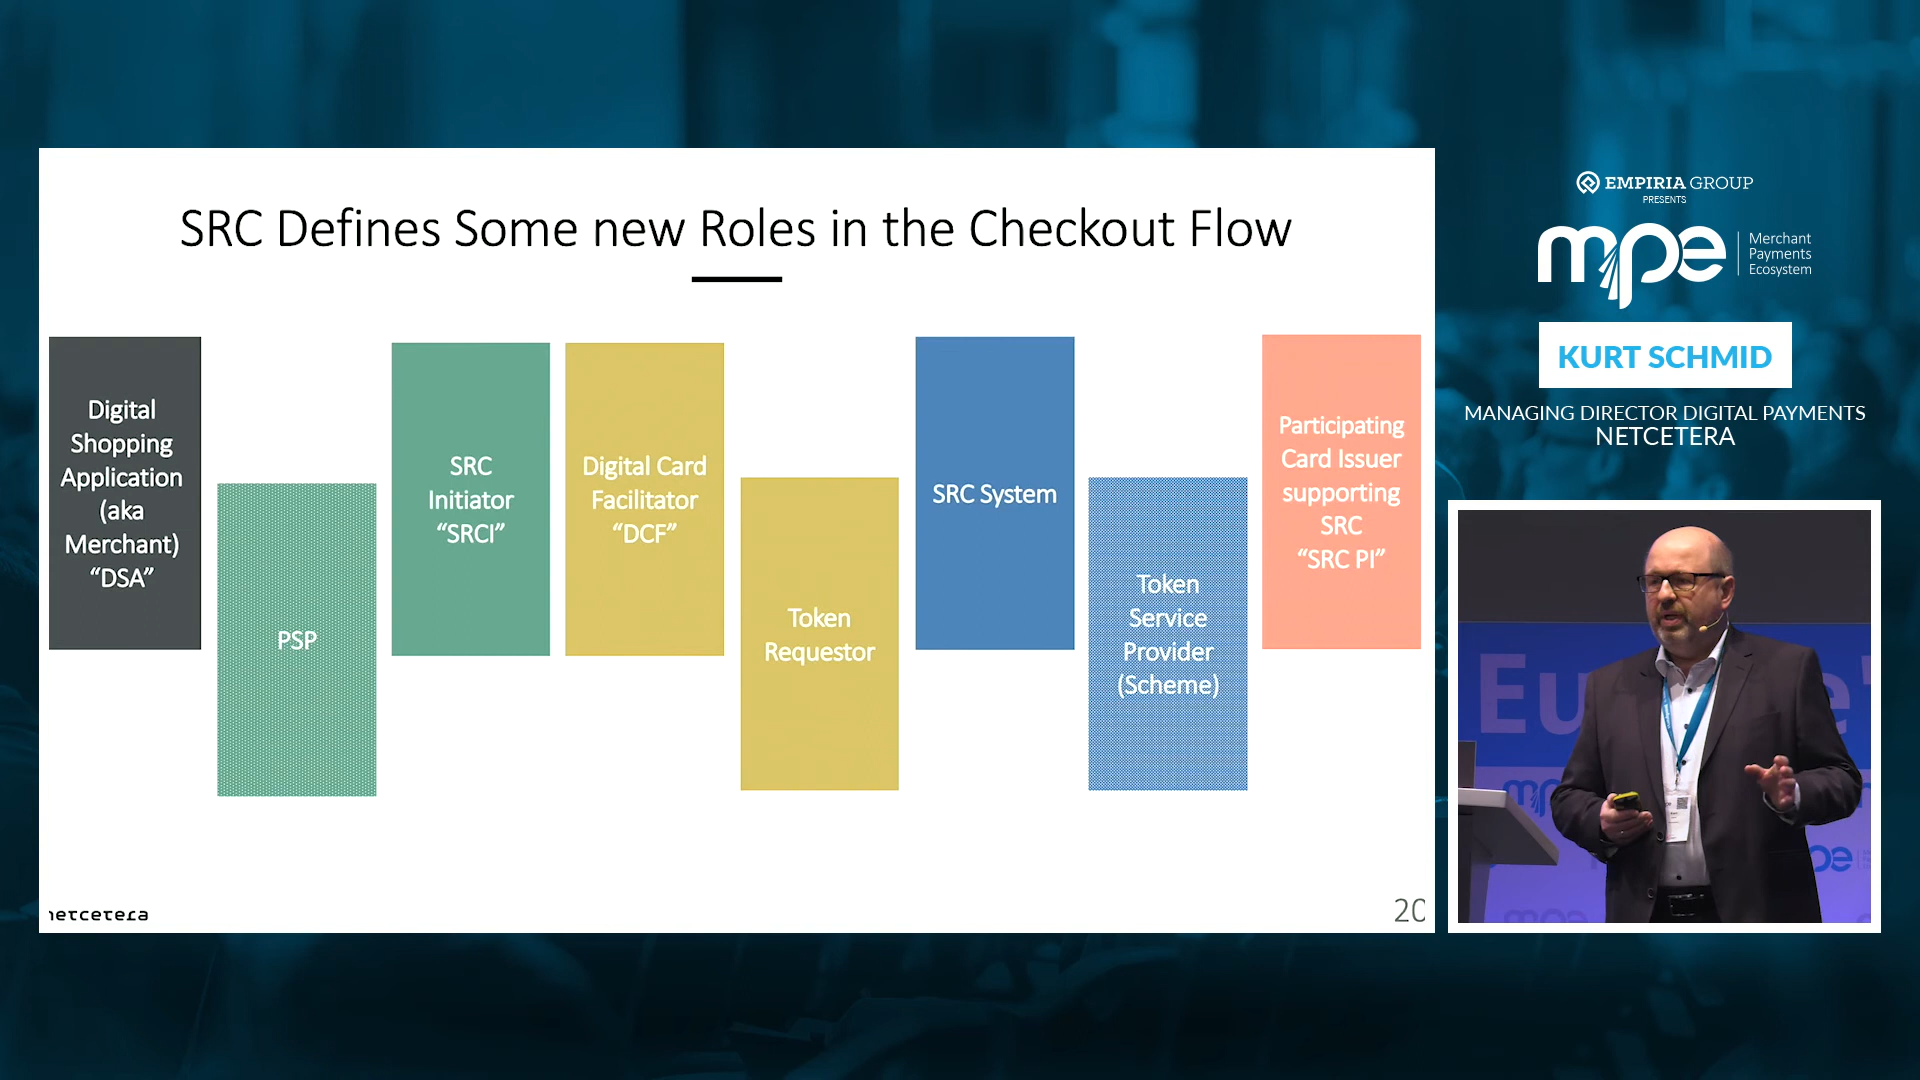 SRC Defines Some new Roles in the Checkout Flow
Digital
Shopping
Application
(aka
Merchant)
“DSA”
PSP
SRC
Initiator
“SRCI”
Digital Card
Facilitator
“DCF”
Token
Requestor
SRC System
Token
Service
Provider
(Scheme)
Participating
Card Issuer
supporting
SRC
“SRC PI”
netcetera
20
EMPIRIA GROUP
PRESENTS
mpe
Merchant
Payments
Ecosystem
KURT SCHMID
MANAGING DIRECTOR DIGITAL PAYMENTS
NETCETERA
mpe